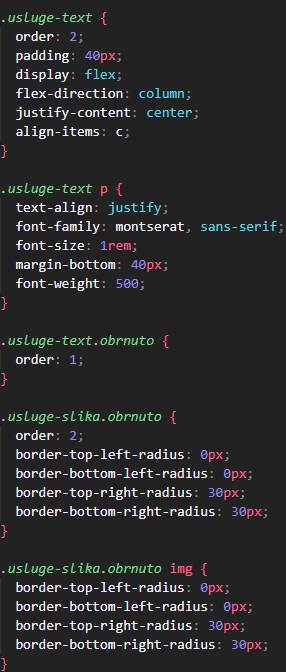 .usluge-text {
order: 2;
padding: 40px;
display: flex;
flex-direction: column;
justify-content: center;
align-items: c;
}
.usluge-text p {
text-align: justify;
font-family: montserat, sans-serif;
font-size: 1rem;
margin-bottom: 40px;
font-weight: 500;
}
.usluge-text.obrnuto {
order: 1;
}
.usluge-slika.obrnuto {
order: 2;
border-top-left-radius: 0px;
border-bottom-left-radius: 0px;
border-top-right-radius: 30px;
border-bottom-right-radius: 30px;
}
.usluge-slika.obrnuto img {
border-top-left-radius: 0px;
border-bottom-left-radius: 0px;
border-top-right-radius: 30px;
border-bottom-right-radius: 30px;
}